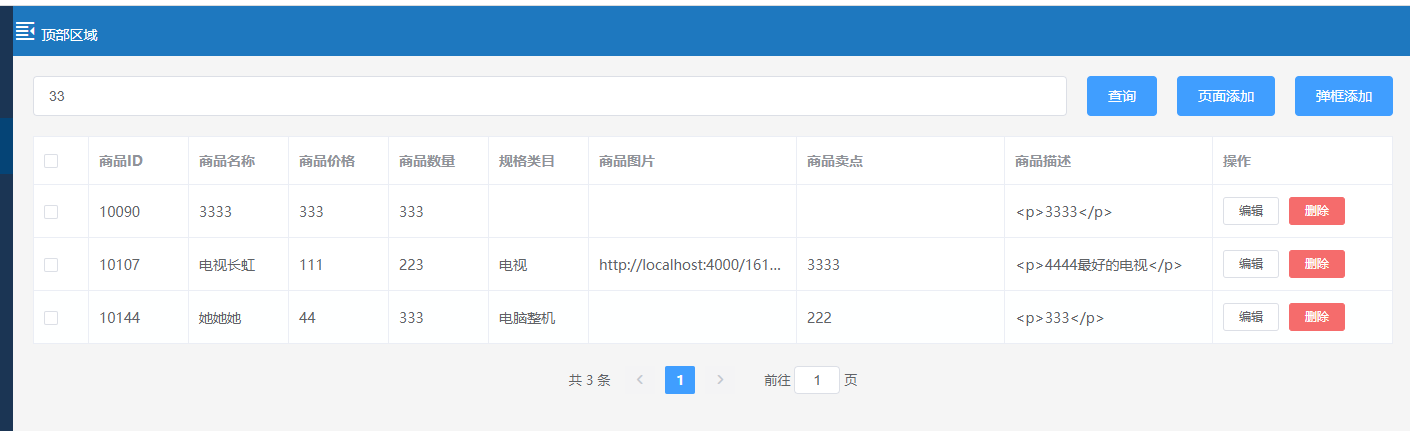 顶部区域
33 查询 页面添加 弹框添加
商品ID 商品名称 商品价格 商品数量 规格类目 商品图片 商品卖点 商品描述 操作
10090 3333 333 333 <p>3333</p> 编辑 删除
10107 电视长虹 111 223 电视 http://localhost:4000/161... 3333 <p>4444最好的电视</p> 编辑 删除
10144 她她她 44 333 电脑整机 222 <p>333</p> 编辑 删除
共 3 条 1 前往 1 页